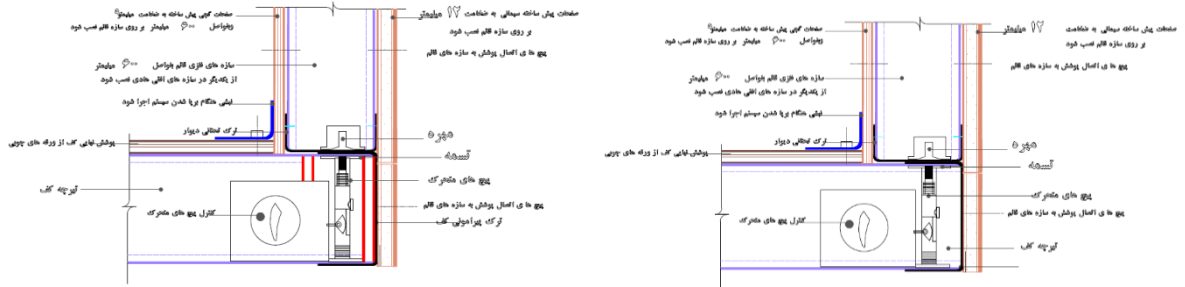 صفحات گچی پیش ساخته به ضخامت میلیمتر
وبفواصل ۶۰۰ میلیمتر بر روی سازه قائم نصب شود
صفحات پیش ساخته سیمانی به ضخامت ۱۲ میلیمتر
بر روی سازه قائم نصب شود
پیچ ها ی اتصال پوشش به سازه های قائم
سازه های فلزی قائم بفواصل ۶۰۰ میلیمتر
از یکدیگر در سازه های افقی هادی نصب شود
نبشی هنگام برپا شدن سیستم اجرا شود
ترک تحتانی دیوار
مهره
پوشش نهایی کف از ورقه های چوبی
تسمه
پیچ های متحرک
تیرچه کف
پیچ ها ی اتصال پوشش به سازه های قائم
کنترل پیچ های متحرک
ترک پیرامونی کف
صفحات گچی پیش ساخته به ضخامت میلیمتر
وبفواصل ۶۰۰ میلیمتر بر روی سازه قائم نصب شود
صفحات پیش ساخته سیمانی به ضخامت ۱۲ میلیمتر
بر روی سازه قائم نصب شود
پیچ ها ی اتصال پوشش به سازه های قائم
سازه های فلزی قائم بفواصل ۶۰۰ میلیمتر
از یکدیگر در سازه های افقی هادی نصب شود
نبشی هنگام برپا شدن سیستم اجرا شود
ترک تحتانی دیوار
مهره
پوشش نهایی کف از ورقه های چوبی
تسمه
پیچ های متحرک
پیچ ها ی اتصال پوشش به سازه های قائم
کنترل پیچ های متحرک
تیرچه کف